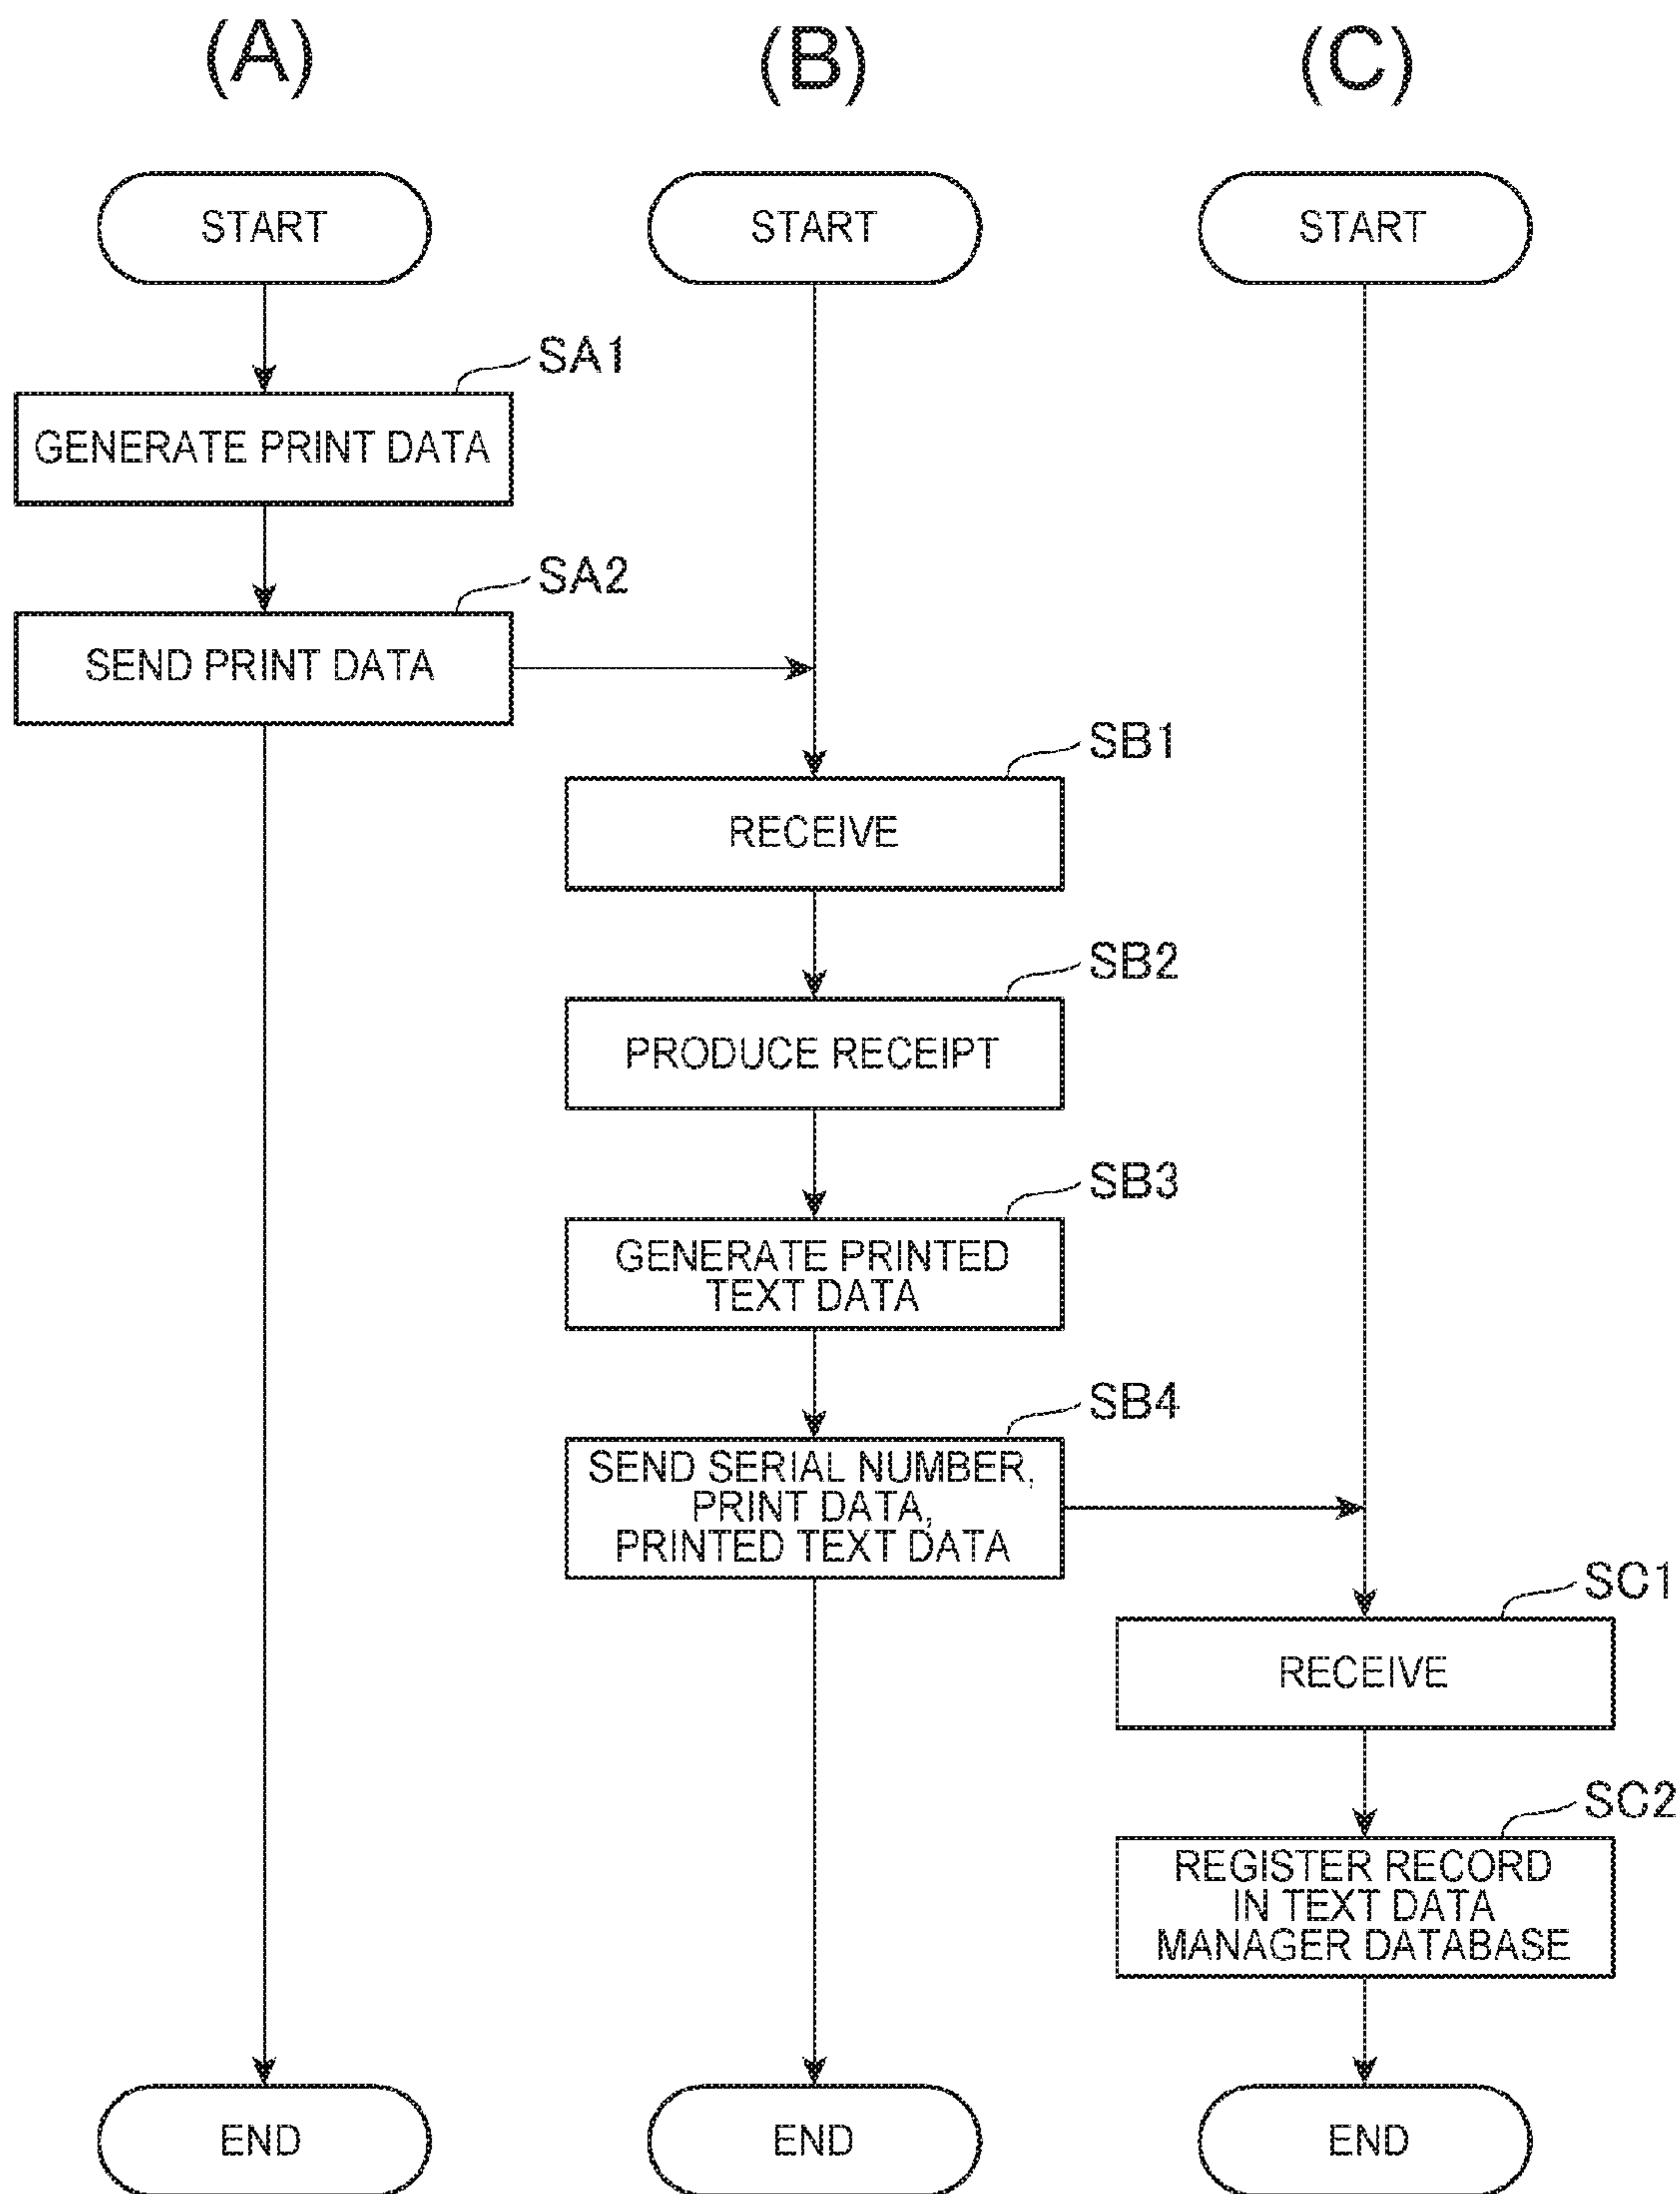 (A)
(B)
(C)
START
START
START
SA1
GENERATE PRINT DATA
SA2
SEND PRINT DATA
SB1
RECEIVE
SB2
PRODUCE RECEIPT
SB3
GENERATE PRINTED
TEXT DATA
SB4
SEND SERIAL NUMBER,
PRINT DATA,
PRINTED TEXT DATA
SC1
RECEIVE
SC2
REGISTER RECORD
IN TEXT DATA
MANAGER DATABASE
END
END
END